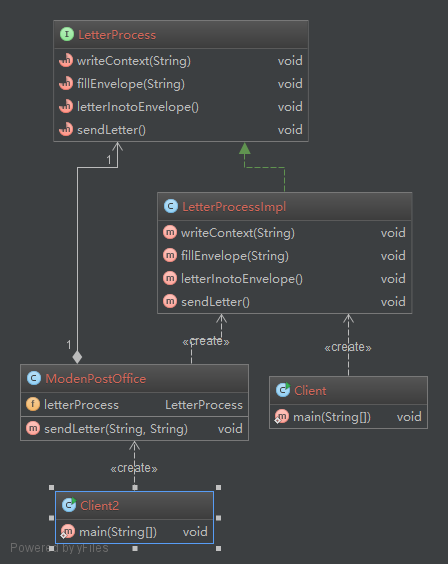 LetterProcess
writeContext(String) void
fillEnvelope(String) void
letterInotoEnvelope() void
sendLetter() void
1
LetterProcessImpl
writeContext(String) void
fillEnvelope(String) void
letterInotoEnvelope() void
sendLetter() void
«create»
«create»
1
ModenPostOffice
letterProcess LetterProcess
sendLetter(String, String) void
Client
main(String[]) void
«create»
Client2
main(String[]) void
Powered by yFiles